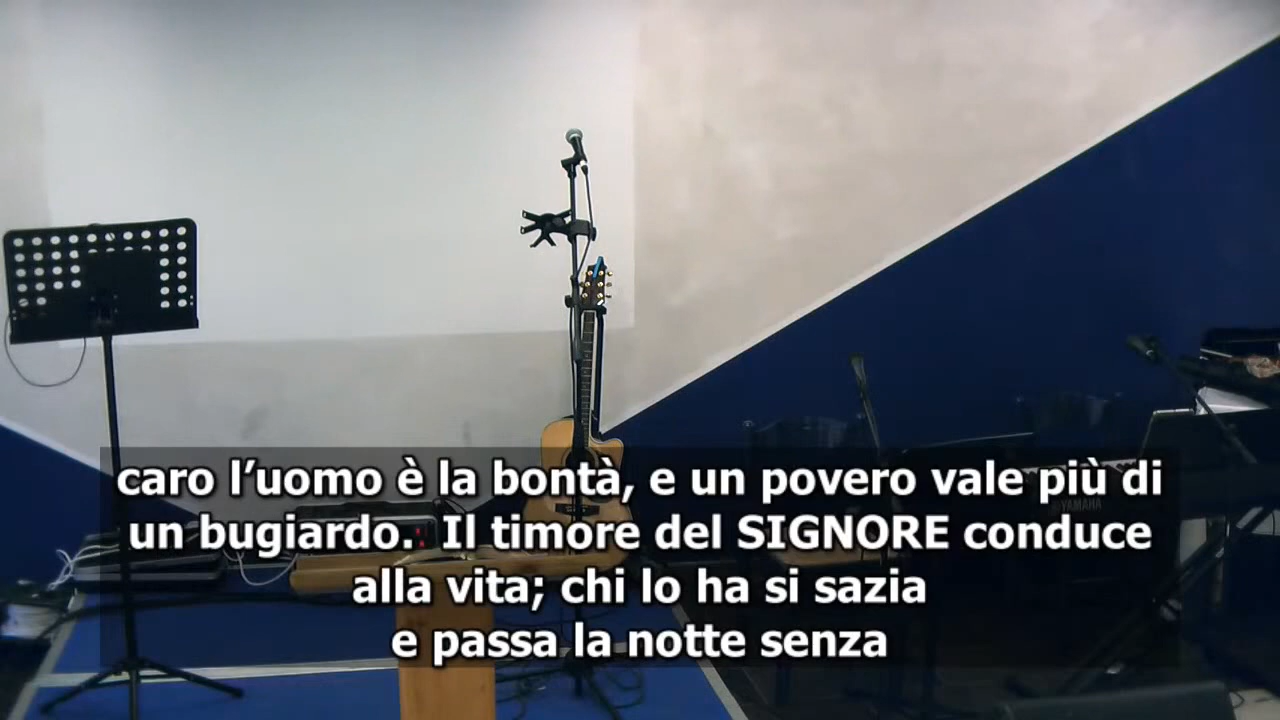 caro l’uomo è la bontà, e un povero vale più di
un bugiardo.  Il timore del SIGNORE conduce
alla vita; chi lo ha si sazia
e passa la notte senza
YAMAHA